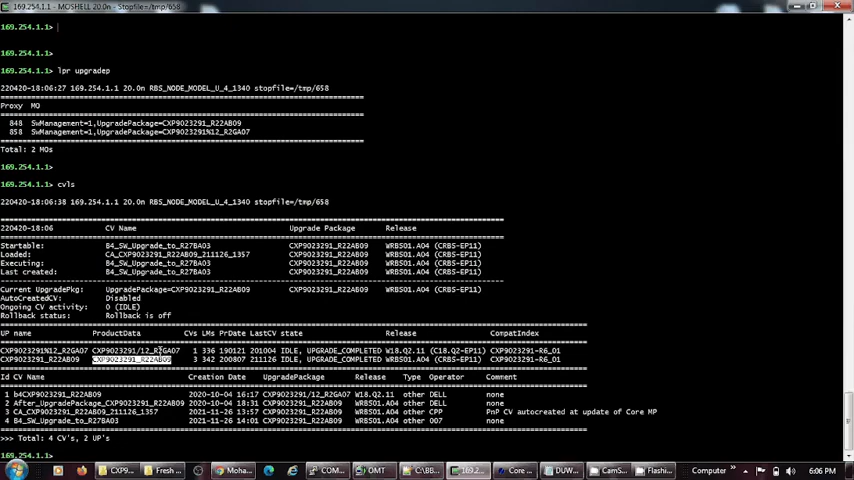 169.254.1.1 - MOSHELL 20.0n - Stopfile=/tmp/658
169.254.1.1>
169.254.1.1>
169.254.1.1> lpr upgradep
220420-18:06:27 169.254.1.1 20.0n RBS_NODE_MODEL_U_4_1340 stopfile=/tmp/658
Proxy MO
848 SwManagement=1,UpgradePackage=CXP9023291_R22AB09
858 SwManagement=1,UpgradePackage=CXP9023291%12_R2GA07
Total: 2 MOs
169.254.1.1>
169.254.1.1> cvls
220420-18:06:38 169.254.1.1 20.0n RBS_NODE_MODEL_U_4_1340 stopfile=/tmp/658
220420-18:06 CV Name Upgrade Package Release
Startable: B4_SW_Upgrade_to_R27BA03 CXP9023291_R22AB09 WRBS01.A04 (CRBS-EP11)
Loaded: CA_CXP9023291_R22AB09_211126_1357 CXP9023291_R22AB09 WRBS01.A04 (CRBS-EP11)
Executing: B4_SW_Upgrade_to_R27BA03 CXP9023291_R22AB09 WRBS01.A04 (CRBS-EP11)
Last created: B4_SW_Upgrade_to_R27BA03 CXP9023291_R22AB09 WRBS01.A04 (CRBS-EP11)
Current UpgradePkg: UpgradePackage=CXP9023291_R22AB09
AutoCreatedCV: Disabled
Ongoing CV activity: 0 (IDLE)
Rollback status: Rollback is off
UP name ProductData CVs LMs PrDate LastCV state Release CompatIndex
CXP9023291%12_R2GA07 CXP9023291/12_R2GA07 1 336 190121 201004 IDLE, UPGRADE_COMPLETED W18.Q2.11 (C18.Q2-EP11) CXP9023291-R6_01
CXP9023291_R22AB09 CXP9023291_R22AB09 3 342 200807 211126 IDLE, UPGRADE_COMPLETED WRBS01.A04 (CRBS-EP11) CXP9023291-R6_01
Id CV Name Creation Date UpgradePackage Release Type Operator Comment
1 b4CXP9023291_R22AB09 2020-10-04 16:17 CXP9023291/12_R2GA07 W18.Q2.11 other DELL
2 After_UpgradePackage_CXP9023291_R22AB09 2020-10-04 18:31 CXP9023291_R22AB09 WRBS01.A04 other DELL
3 CA_CXP9023291_R22AB09_211126_1357 2021-11-26 13:57 CXP9023291_R22AB09 WRBS01.A04 other CPP PnP CV autocreated at update of Core MP
4 B4_SW_Upgrade_to_R27BA03 2021-11-26 14:01 CXP9023291_R22AB09 WRBS01.A04 other 007
>>> Total: 4 CV's, 2 UP's
169.254.1.1>
CXP9... Fresh ... Moha... COM... OMT C:\BB... 169.2... Core ... DUW... CamS... Flashi... Computer 6:06 PM